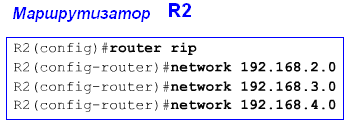 Маршрутизатор R2
R2(config)#router rip
R2(config-router)#network 192.168.2.0
R2(config-router)#network 192.168.3.0
R2(config-router)#network 192.168.4.0